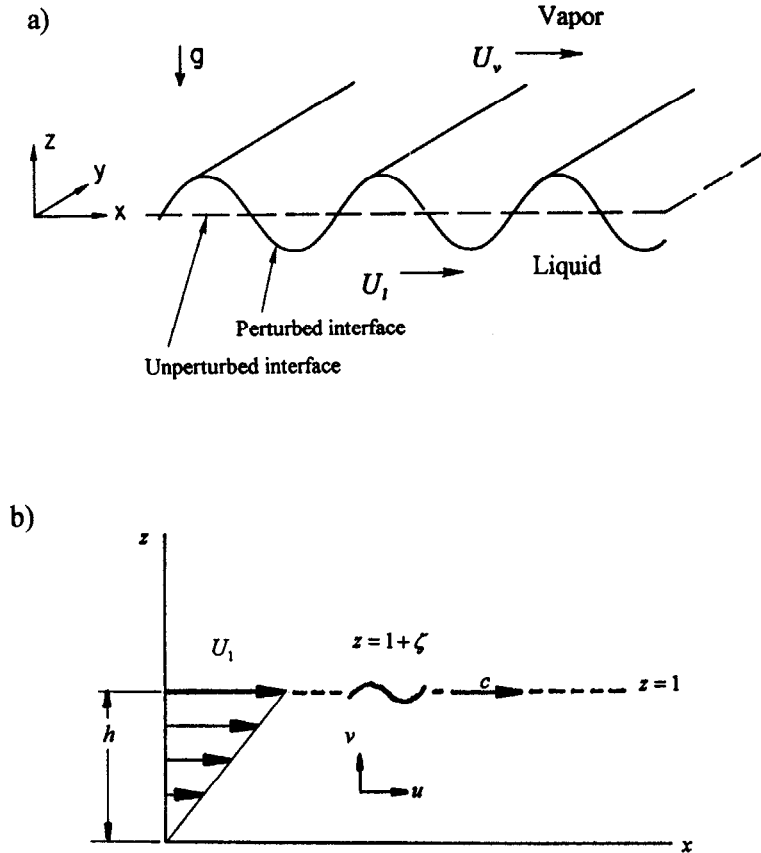 a)
Vapor
g
U_v
z
y
x
Liquid
U_l
Perturbed interface
Unperturbed interface
b)
z
U_1
z = 1 + ζ
c
z = 1
h
v
u
x